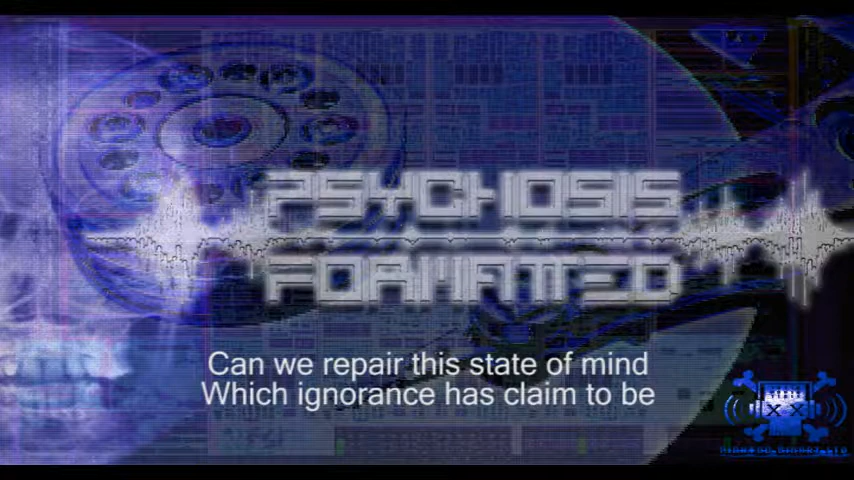 PSYCHOSIS
FORMATTED
Can we repair this state of mind
Which ignorance has claim to be